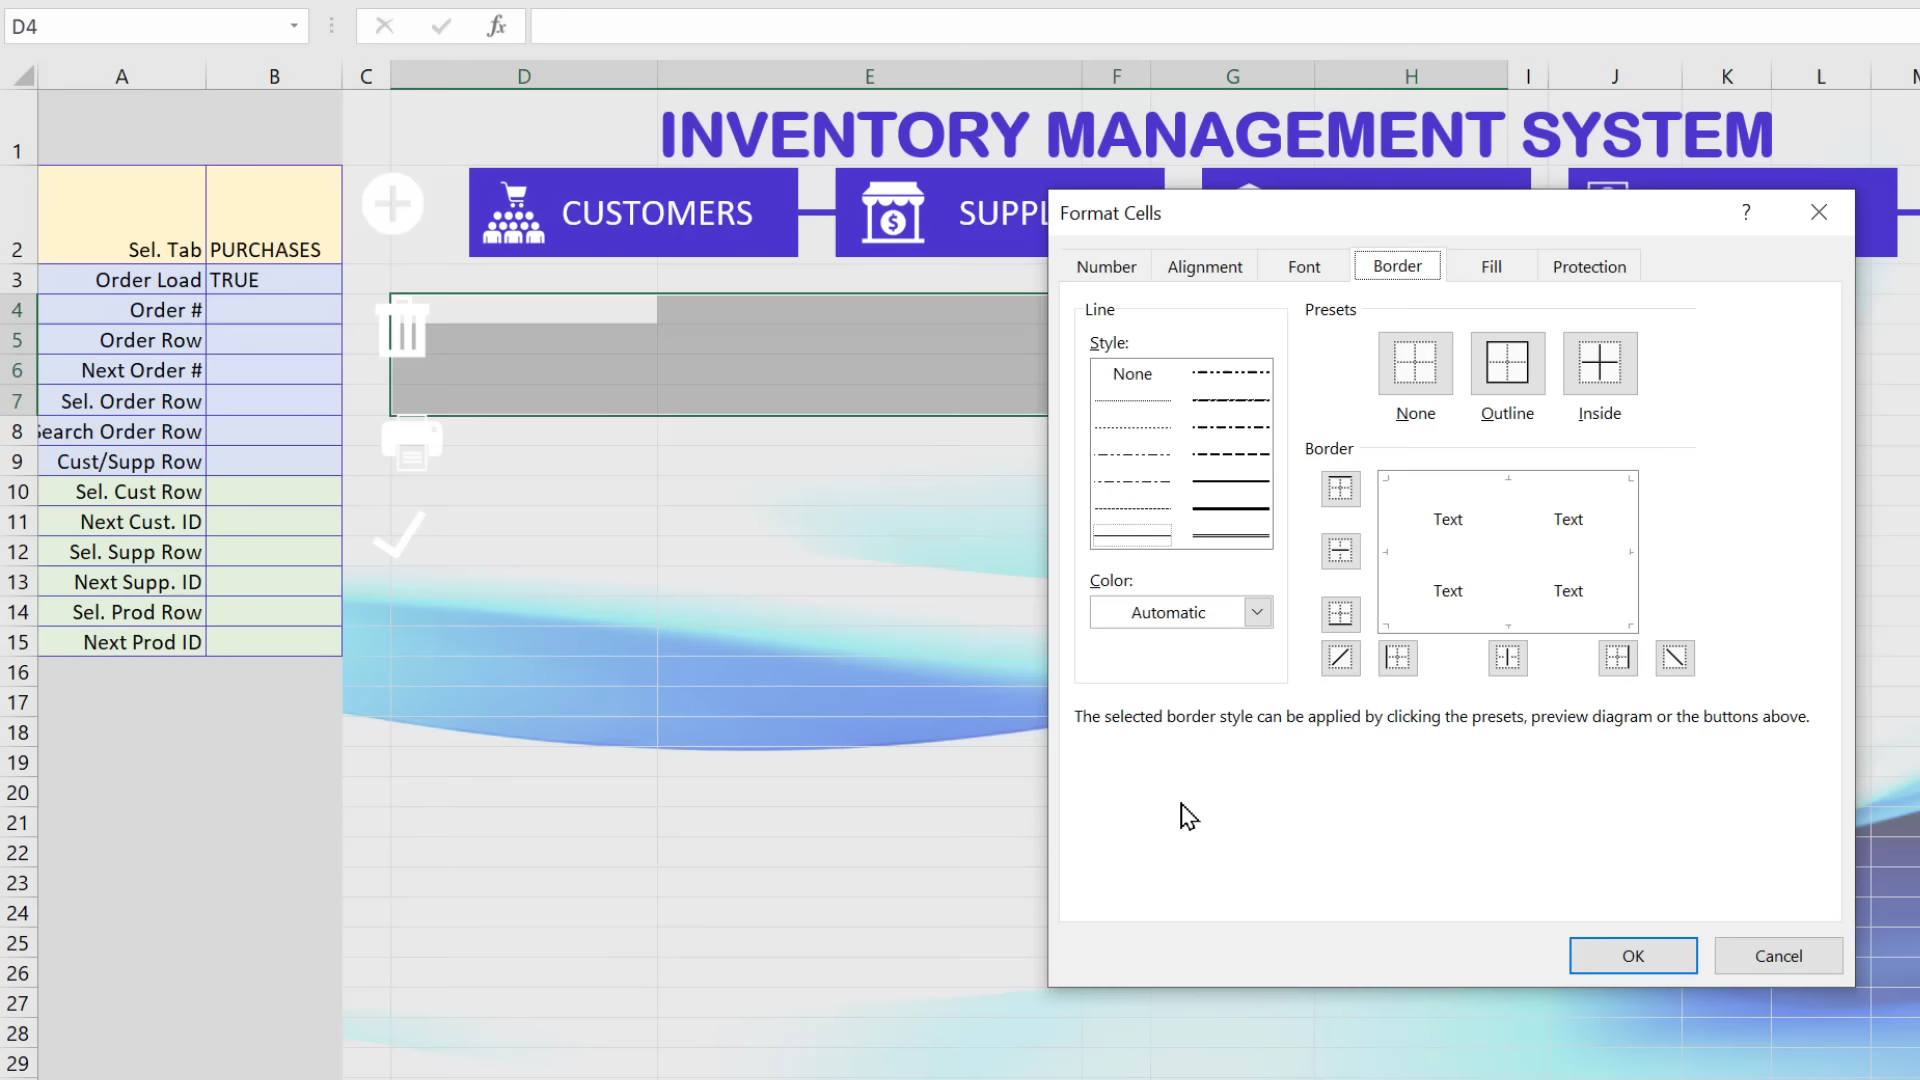 D4
fx
A B C D E F G H I J K L
1 INVENTORY MANAGEMENT SYSTEM
CUSTOMERS
SUPPL
2 Sel. Tab PURCHASES
3 Order Load TRUE
4 Order #
5 Order Row
6 Next Order #
7 Sel. Order Row
8 Search Order Row
9 Cust/Supp Row
10 Sel. Cust Row
11 Next Cust. ID
12 Sel. Supp Row
13 Next Supp. ID
14 Sel. Prod Row
15 Next Prod ID
16
17
18
19
20
21
22
23
24
25
26
27
28
29
Format Cells
?
Number Alignment Font Border Fill Protection
Line
Style:
None
Color:
Automatic
Presets
None Outline Inside
Border
Text Text
Text Text
The selected border style can be applied by clicking the presets, preview diagram or the buttons above.
OK Cancel